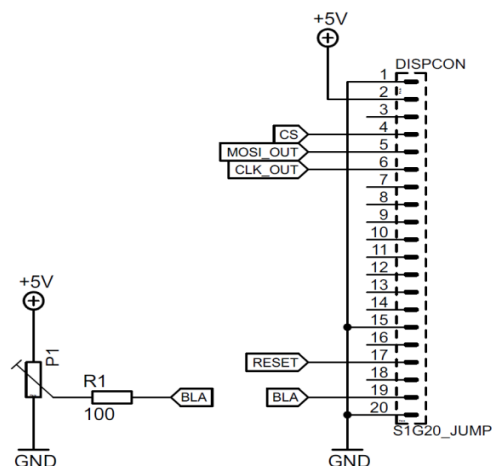 +5V
DISPCON
1
2
3
CS 4
MOSI_OUT 5
CLK_OUT 6
7
8
9
10
11
12
13
14
15
16
RESET 17
18
BLA 19
20
S1G20_JUMP
GND
+5V
P1
R1
100
BLA
GND